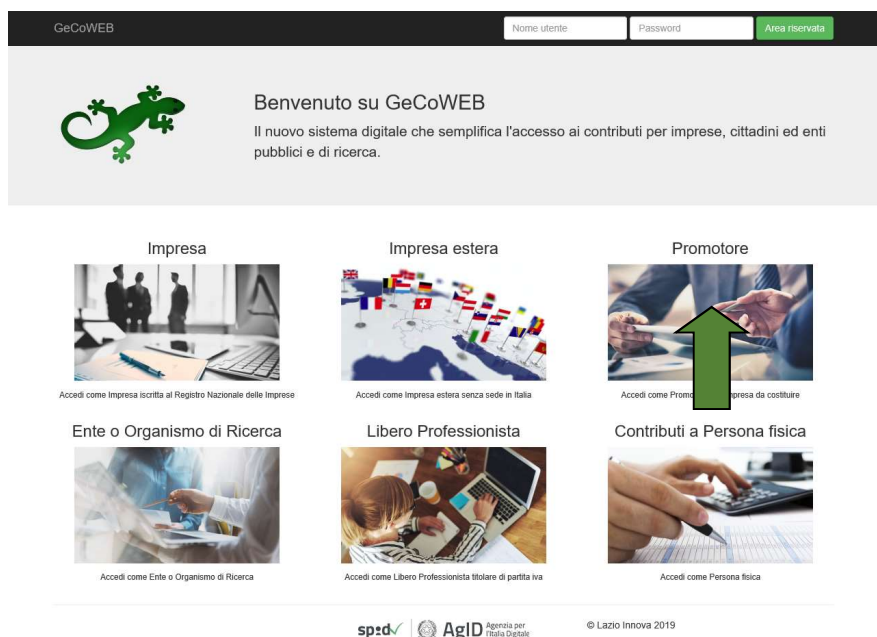 GeCoWEB
Nome utente
Password
Area riservata
Benvenuto su GeCoWEB
Il nuovo sistema digitale che semplifica l'accesso ai contributi per imprese, cittadini ed enti
pubblici e di ricerca.
Impresa
Impresa estera
Promotore
Accedi come Impresa iscritta al Registro Nazionale delle Imprese
Accedi come Impresa estera senza sede in Italia
Accedi come da costituire
Ente o Organismo di Ricerca
Libero Professionista
Contributi a Persona fisica
Accedi come Ente o Organismo di Ricerca
Accedi come Libero Professionista titolare di partita iva
Accedi come Persona fisica
spid
AgID
Agenzia per
l'Italia Digitale
© Lazio Innova 2019